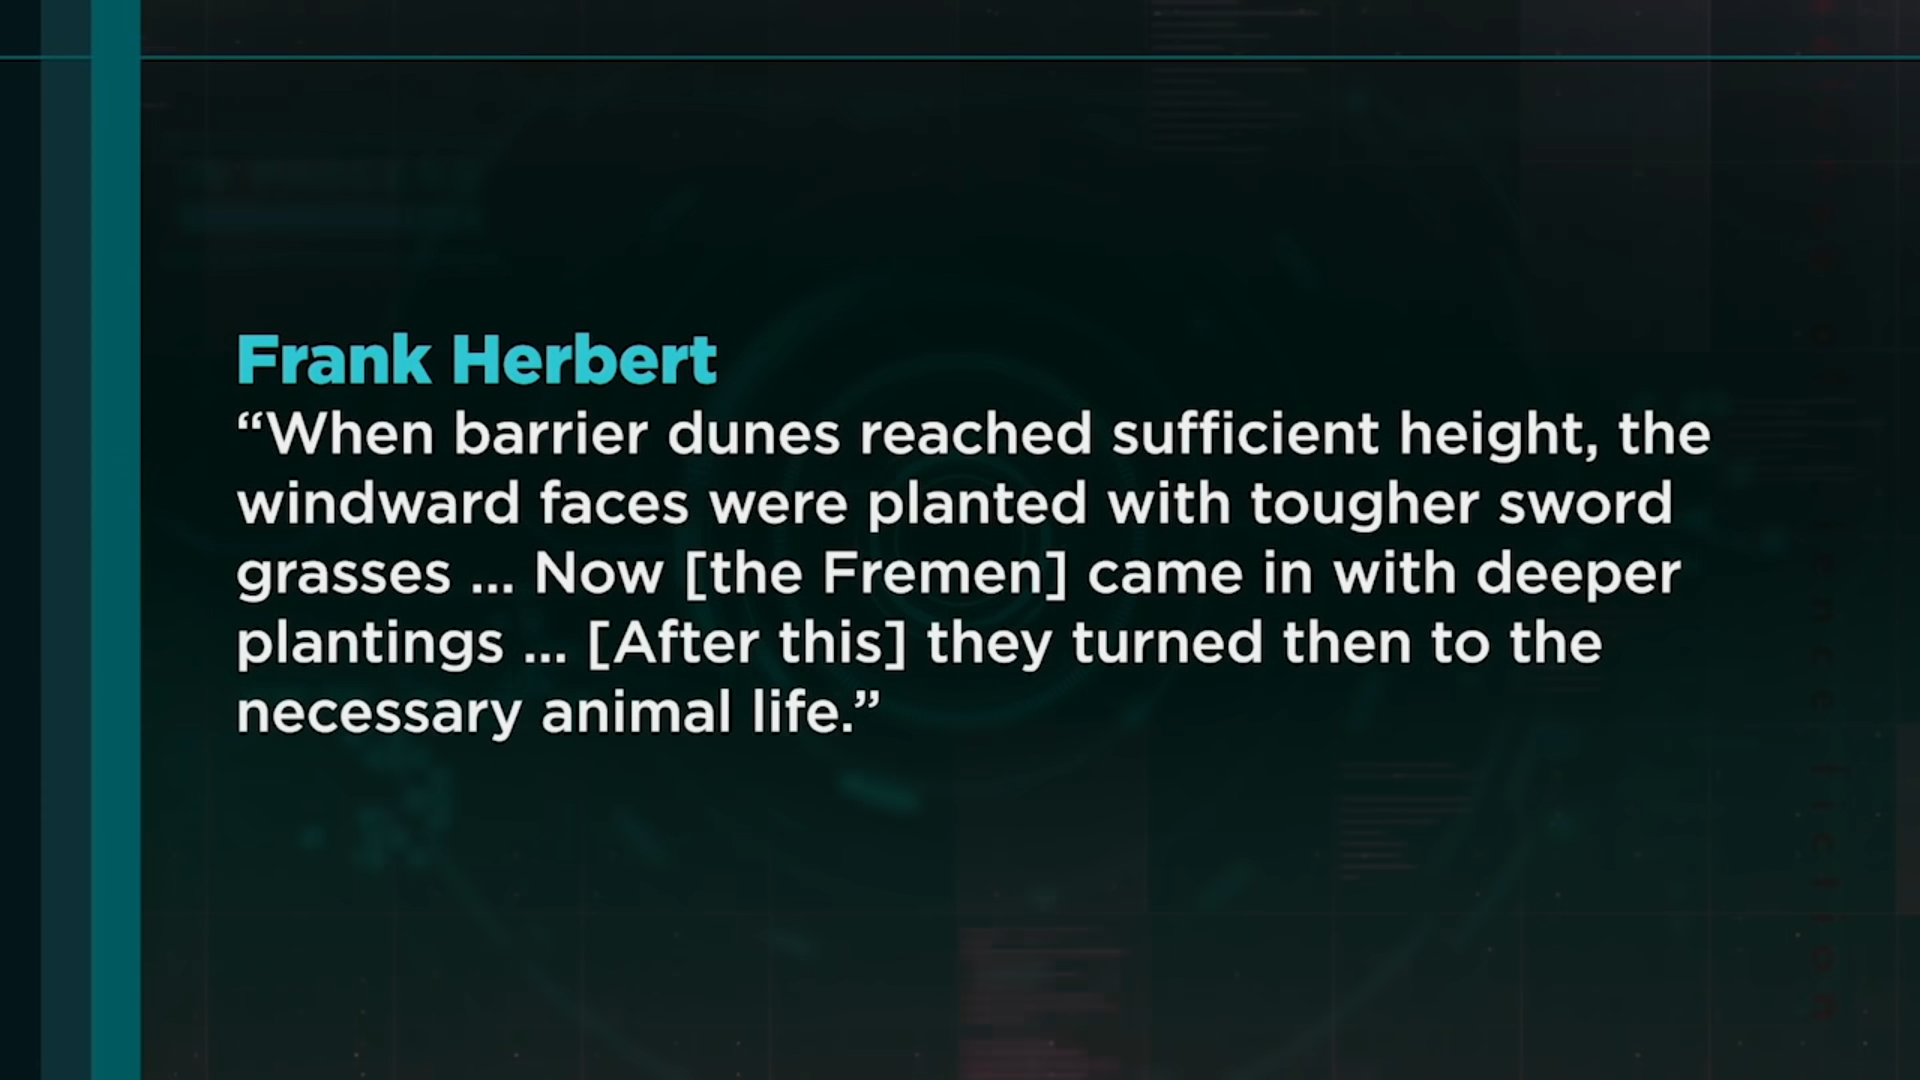 Frank Herbert
“When barrier dunes reached sufficient height, the
windward faces were planted with tougher sword
grasses ... Now [the Fremen] came in with deeper
plantings ... [After this] they turned then to the
necessary animal life.”